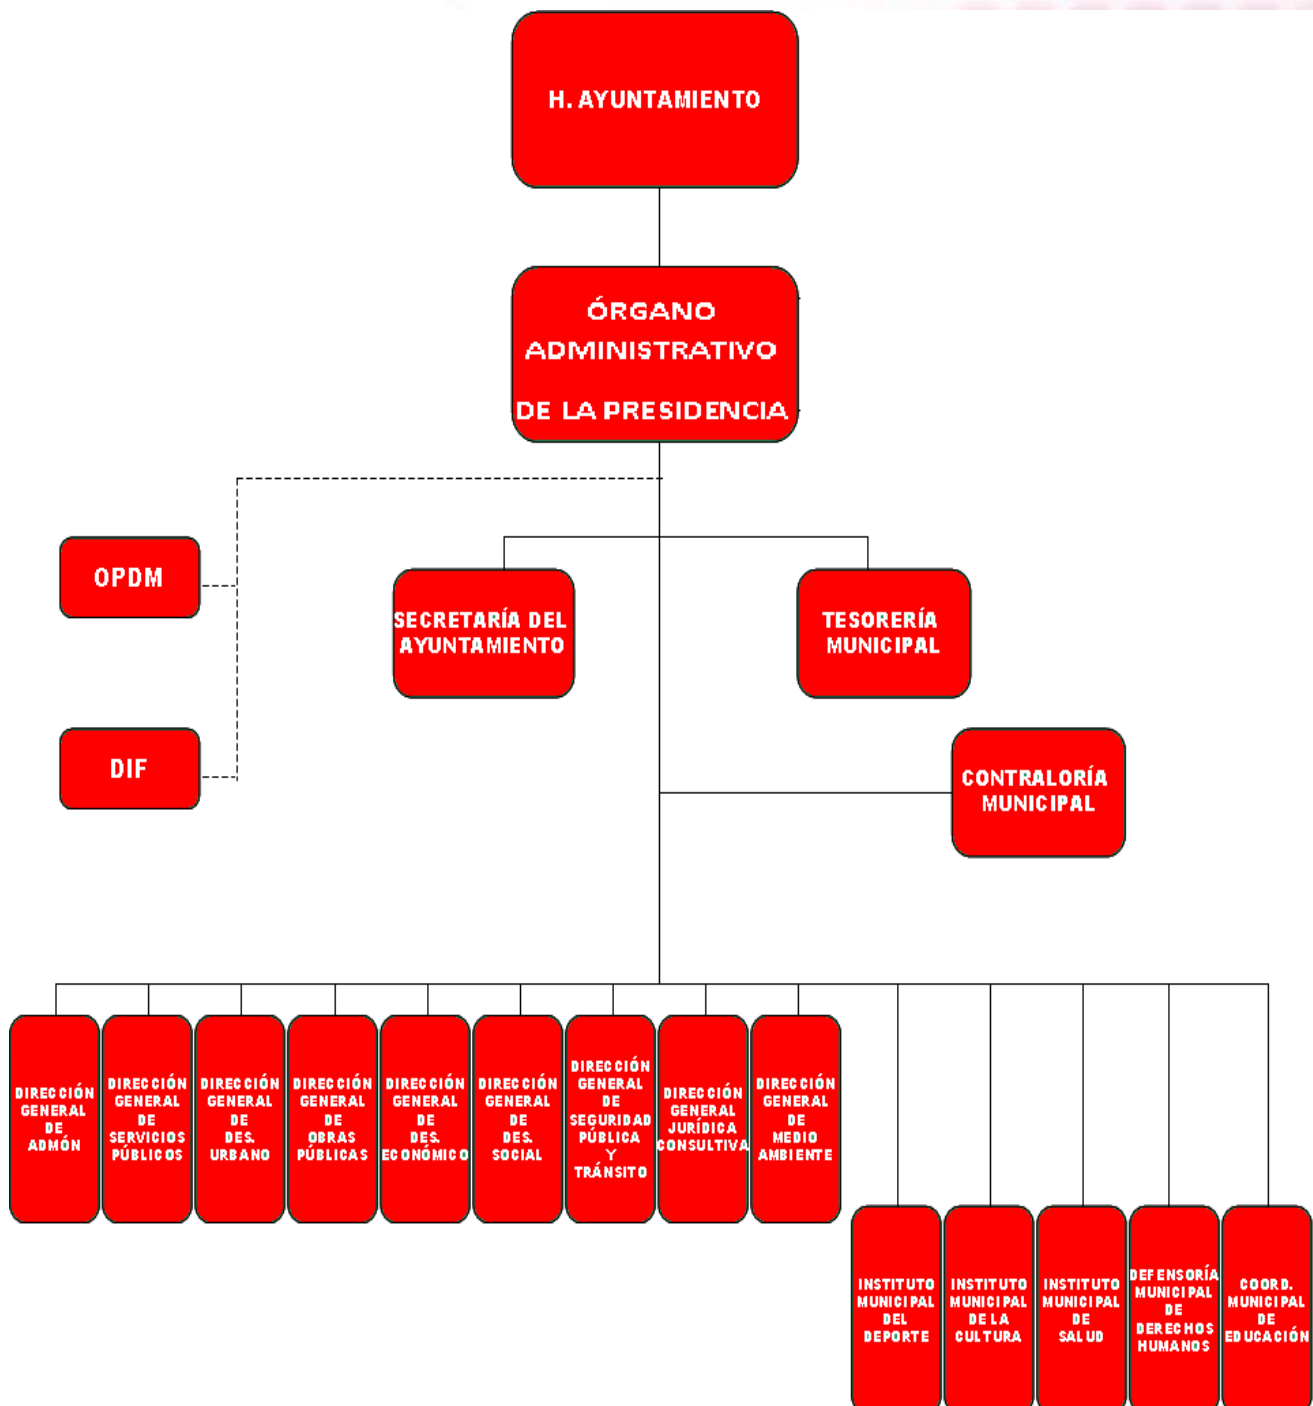 H. AYUNTAMIENTO
ÓRGANO
ADMINISTRATIVO
DE LA PRESIDENCIA
OPDM
SECRETARÍA DEL
AYUNTAMIENTO
TESORERÍA
MUNICIPAL
DIF
CONTRALORÍA
MUNICIPAL
DIRECCIÓN
GENERAL
DE
ADMÓN
DIRECCIÓN
GENERAL
DE
SERVICIOS
PÚBLICOS
DIRECCIÓN
GENERAL
DE
DES.
URBANO
DIRECCIÓN
GENERAL
DE
OBRAS
PÚBLICAS
DIRECCIÓN
GENERAL
DE
DES.
ECONÓMICO
DIRECCIÓN
GENERAL
DE
DES.
SOCIAL
DIRECCIÓN
GENERAL
DE
SEGURIDAD
PÚBLICA
Y
TRÁNSITO
DIRECCIÓN
GENERAL
JURÍDICA
CONSULTIVA
DIRECCIÓN
GENERAL
DE
MEDIO
AMBIENTE
INSTITUTO
MUNICIPAL
DEL
DEPORTE
INSTITUTO
MUNICIPAL
DE LA
CULTURA
INSTITUTO
MUNICIPAL
DE
SALUD
DEFENSORÍA
MUNICIPAL
DE
DERECHOS
HUMANOS
COORD.
MUNICIPAL
DE
EDUCACIÓN